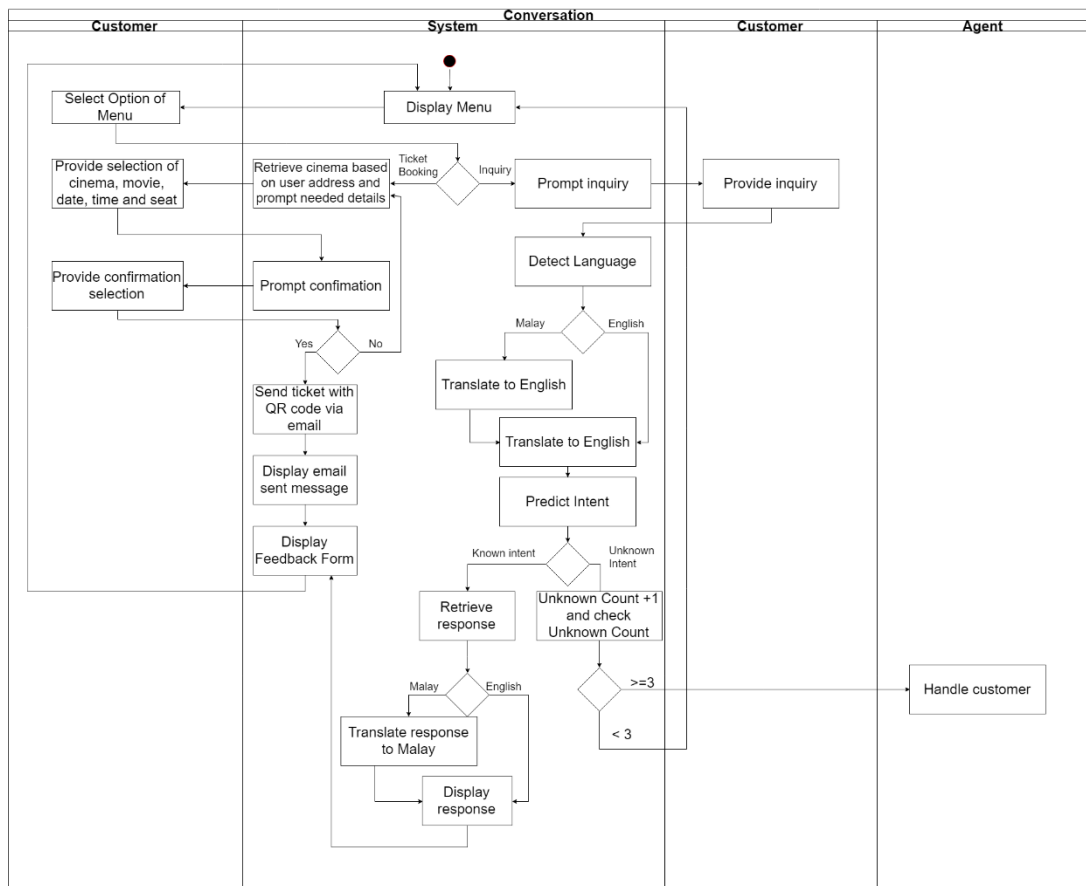 Conversation
Customer
System
Customer
Agent
Select Option of
Menu
Display Menu
Ticket
Booking
Inquiry
Provide selection of
cinema, movie,
date, time and seat
Retrieve cinema based
on user address and
prompt needed details
Prompt inquiry
Provide inquiry
Detect Language
Provide confirmation
selection
Prompt confimation
Malay
English
Yes
No
Translate to English
Send ticket with
QR code via
email
Translate to English
Display email
sent message
Predict Intent
Display
Feedback Form
Known intent
Unknown
Intent
Retrieve
response
Unknown Count +1
and check
Unknown Count
Malay
English
>=3
Handle customer
Translate response
to Malay
< 3
Display
response